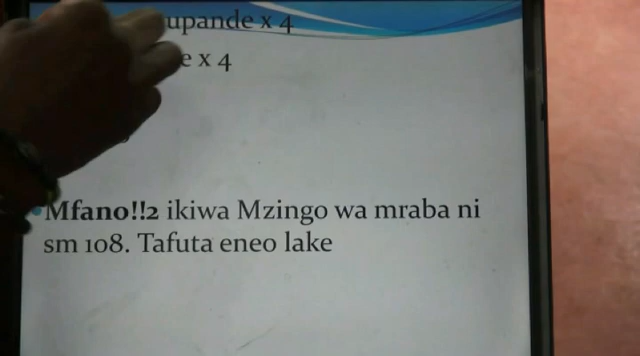 upande x 4
x 4
Mfano!!2 ikiwa Mzingo wa mraba ni
sm 108. Tafuta eneo lake